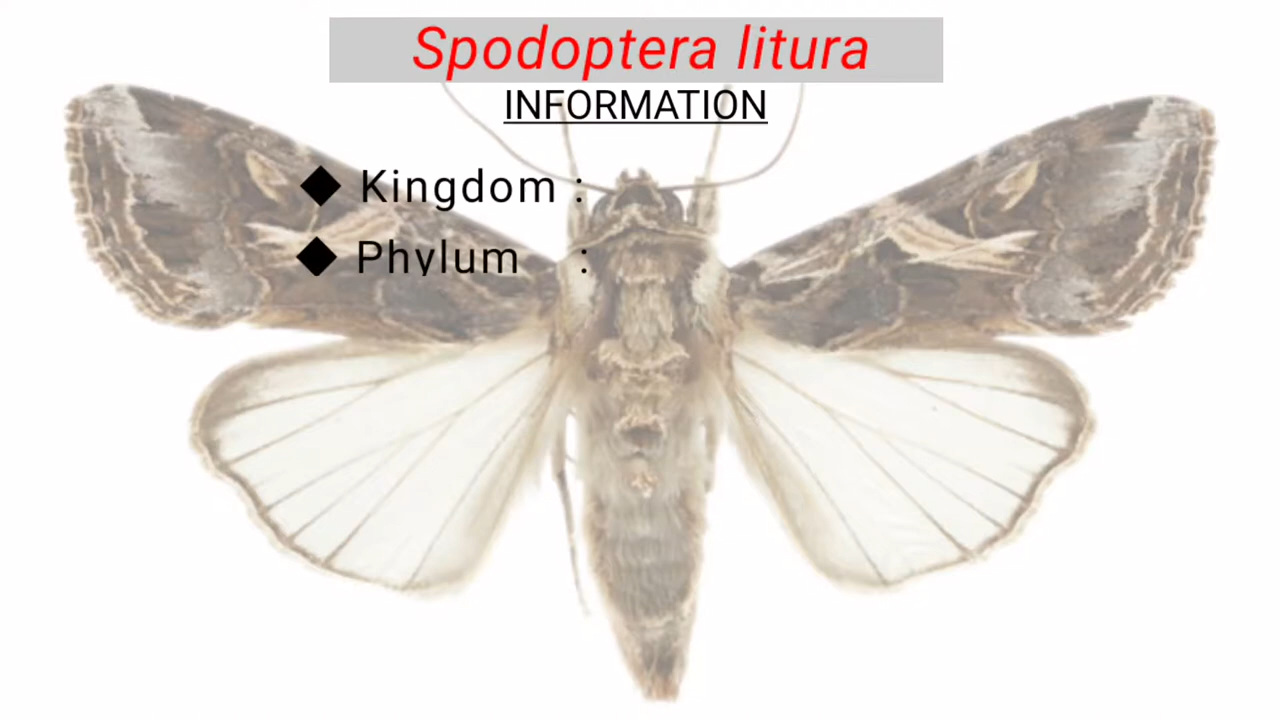 Spodoptera litura
INFORMATION
◆ Kingdom :
◆ Phylum :